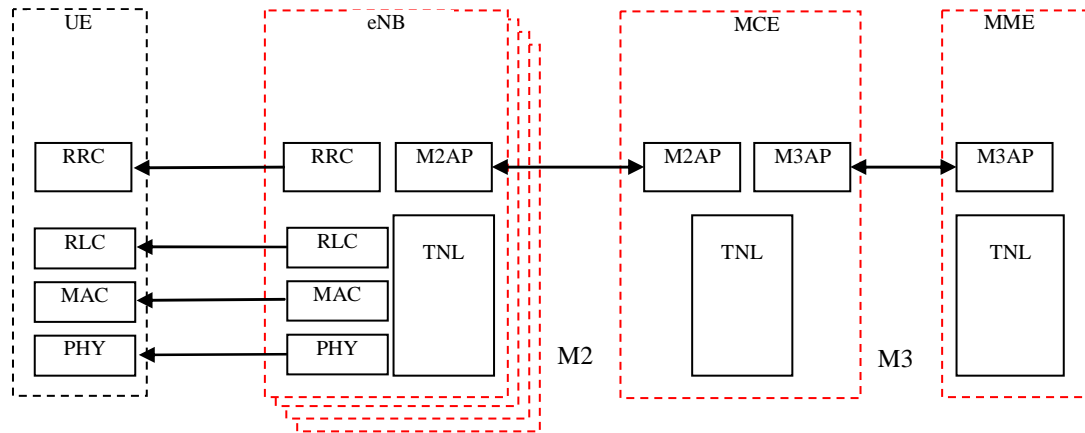 UE
eNB
MCE
MME
RRC
RRC
M2AP
M2AP
M3AP
M3AP
RLC
RLC
TNL
TNL
TNL
MAC
MAC
PHY
PHY
M2
M3